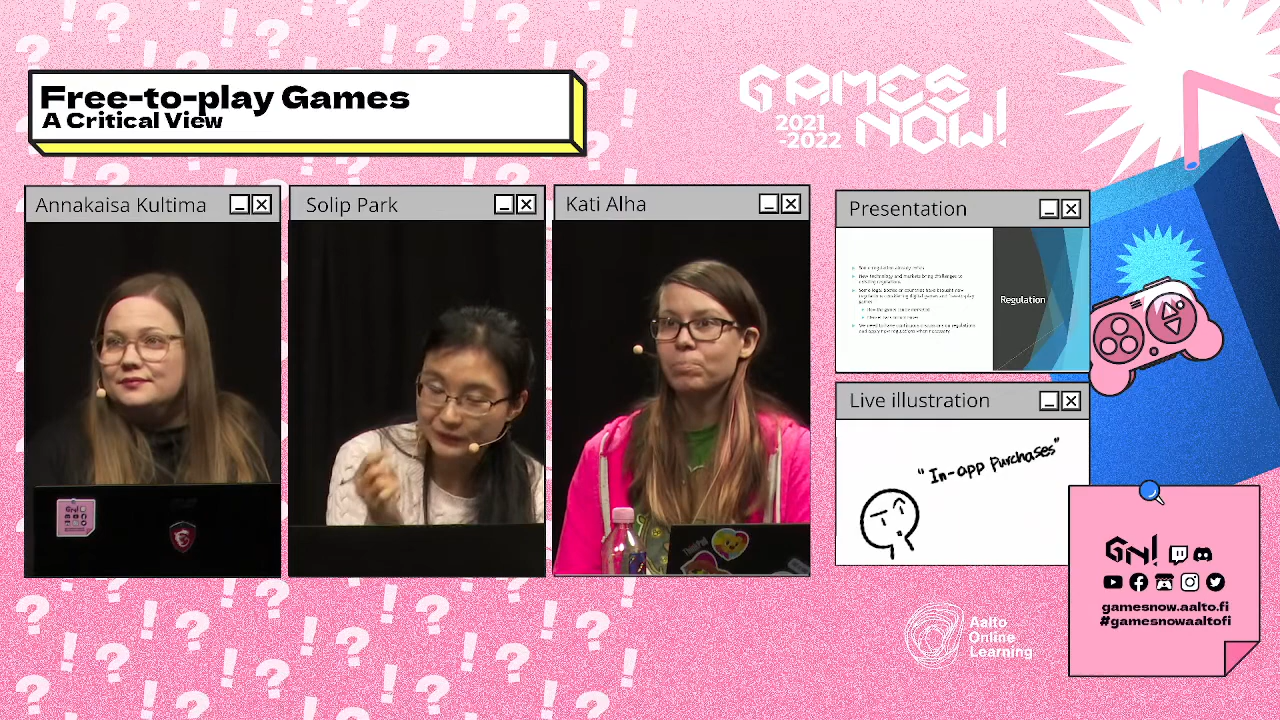 Free-to-play Games
A Critical View
GAMES
NOW!
2021
-2022
Annakaisa Kultima
Solip Park
Kati Alha
Presentation
Regulation
Live illustration
"In-app Purchases"
GN!
gamesnow.aalto.fi
#gamesnowaaltofi
Aalto
Online
Learning